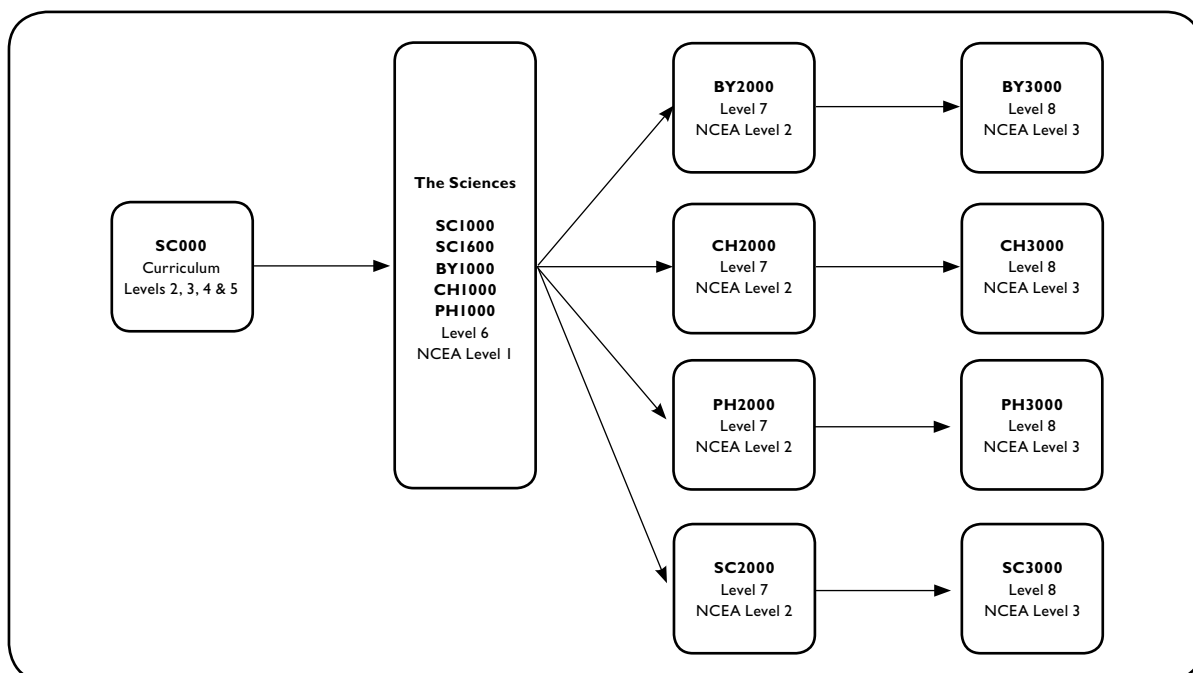 SC000
Curriculum
Levels 2, 3, 4 & 5
The Sciences
SC1000
SC1600
BY1000
CH1000
PH1000
Level 6
NCEA Level 1
BY2000
Level 7
NCEA Level 2
BY3000
Level 8
NCEA Level 3
CH2000
Level 7
NCEA Level 2
CH3000
Level 8
NCEA Level 3
PH2000
Level 7
NCEA Level 2
PH3000
Level 8
NCEA Level 3
SC2000
Level 7
NCEA Level 2
SC3000
Level 8
NCEA Level 3